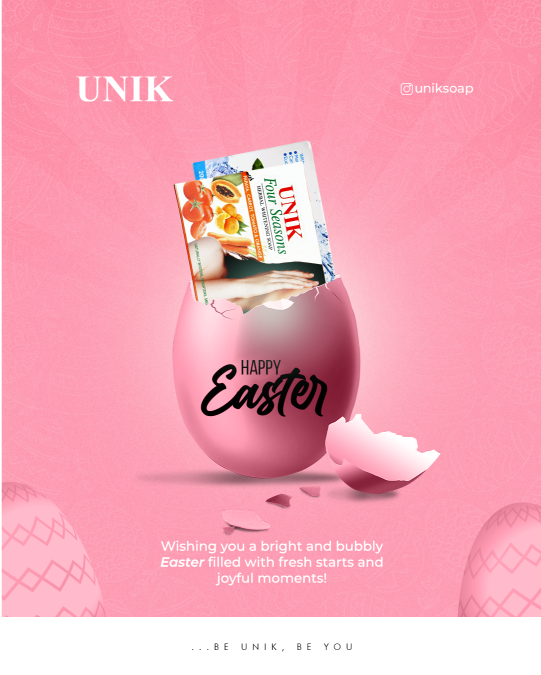 UNIK
uniksoap
UNIK
Four Seasons
HERBAL WHITENING SOAP
HAPPY
Easter
Wishing you a bright and bubbly
Easter filled with fresh starts and
joyful moments!
...BE UNIK, BE YOU